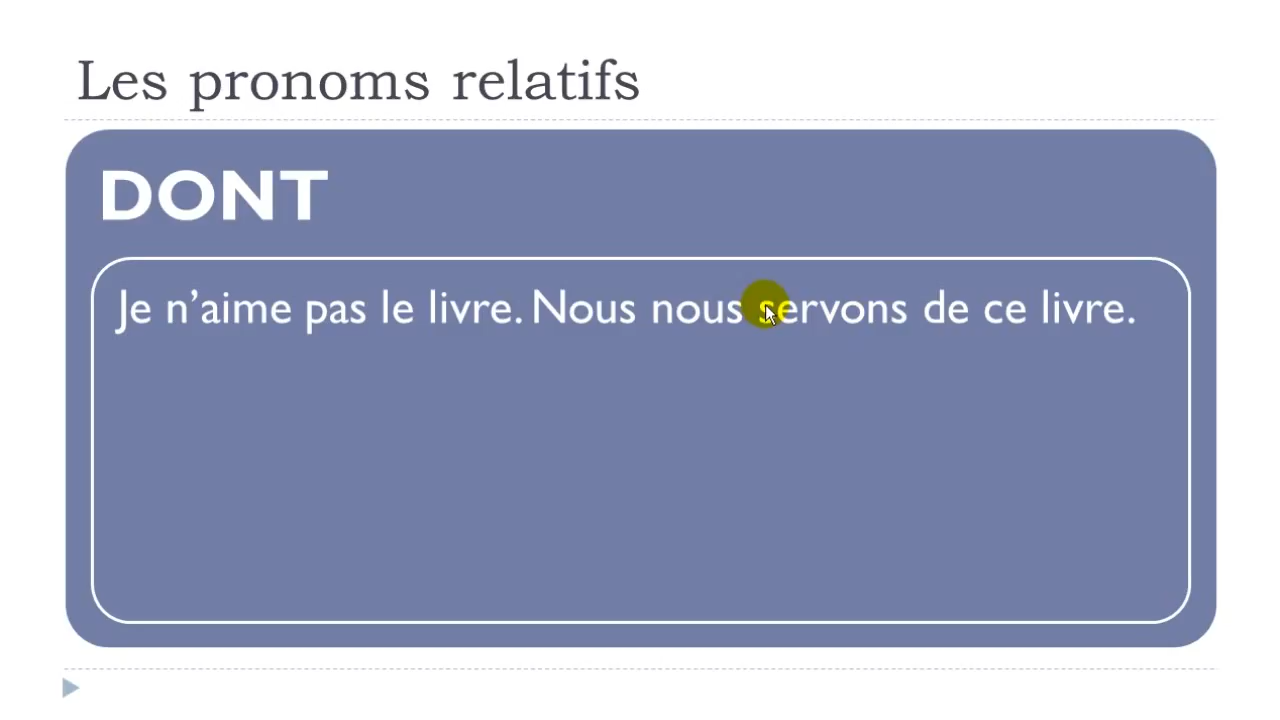 Les pronoms relatifs
DONT
Je n’aime pas le livre. Nous nous servons de ce livre.